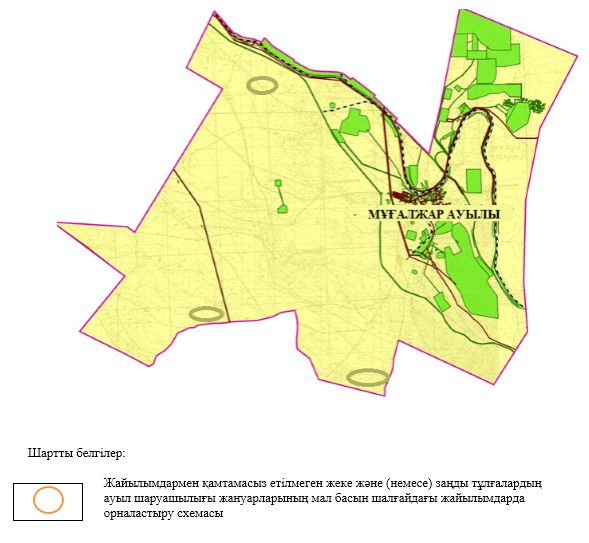 МҰҒАЛЖАР АУЫЛЫ
Шартты белгілер:
Жайылымдармен қамтамасыз етілмеген жеке және (немесе) заңды тұлғалардың
ауыл шаруашылығы жануарларының мал басын шалғайдағы жайылымдарда
орналастыру схемасы